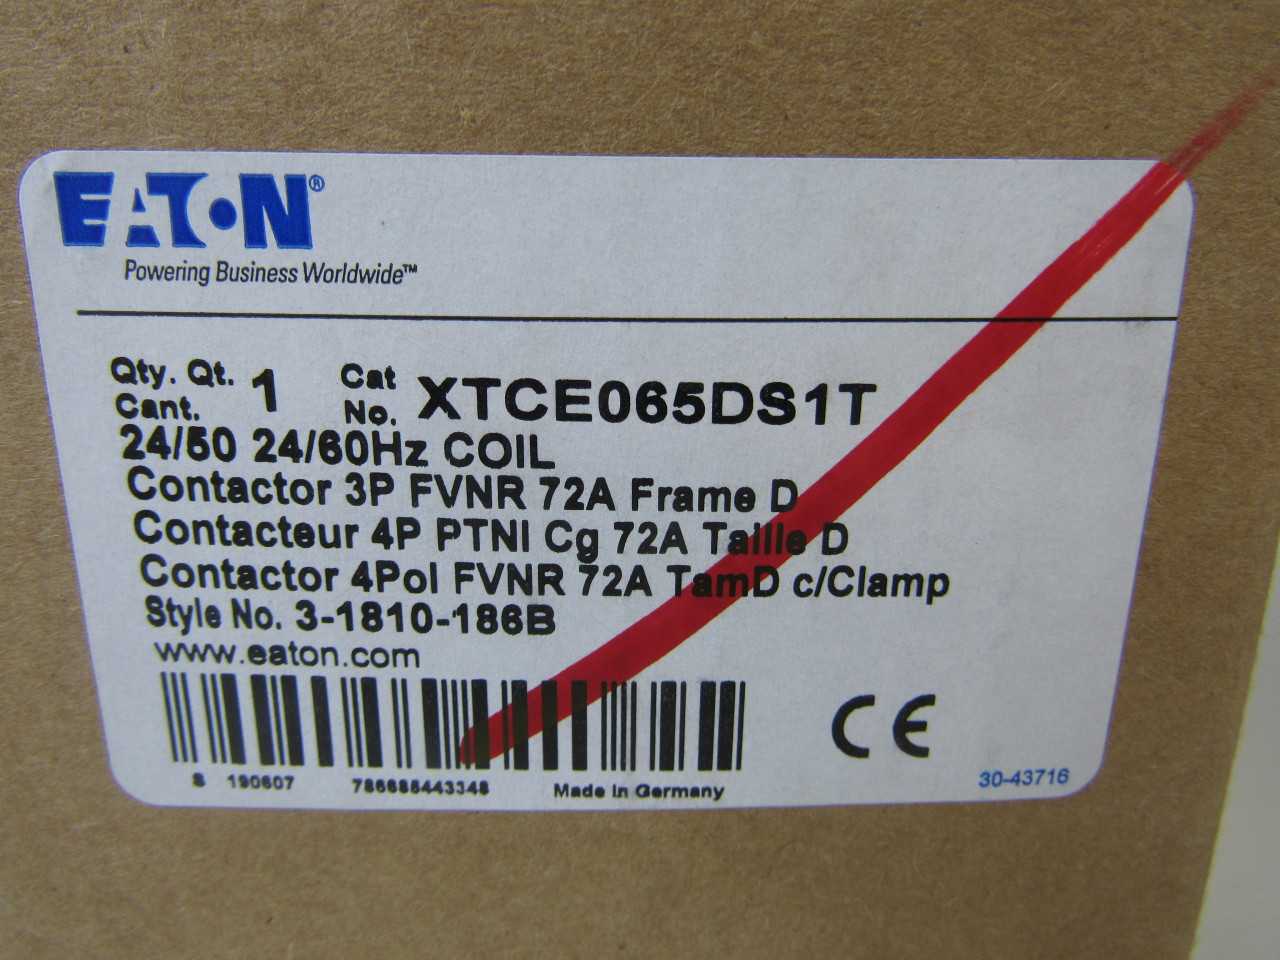 EATON®
Powering Business Worldwide™
Qty. Qt. 1 Cat XTCE065DS1T
Cant. No.
24/50 24/60Hz COIL
Contactor 3P FVNR 72A Frame D
Contacteur 4P PTNI Cg 72A Taille D
Contactor 4Pol FVNR 72A TamD c/Clamp
Style No. 3-1810-186B
www.eaton.com
CE
S 190607 786685443348 Made in Germany
30-43716